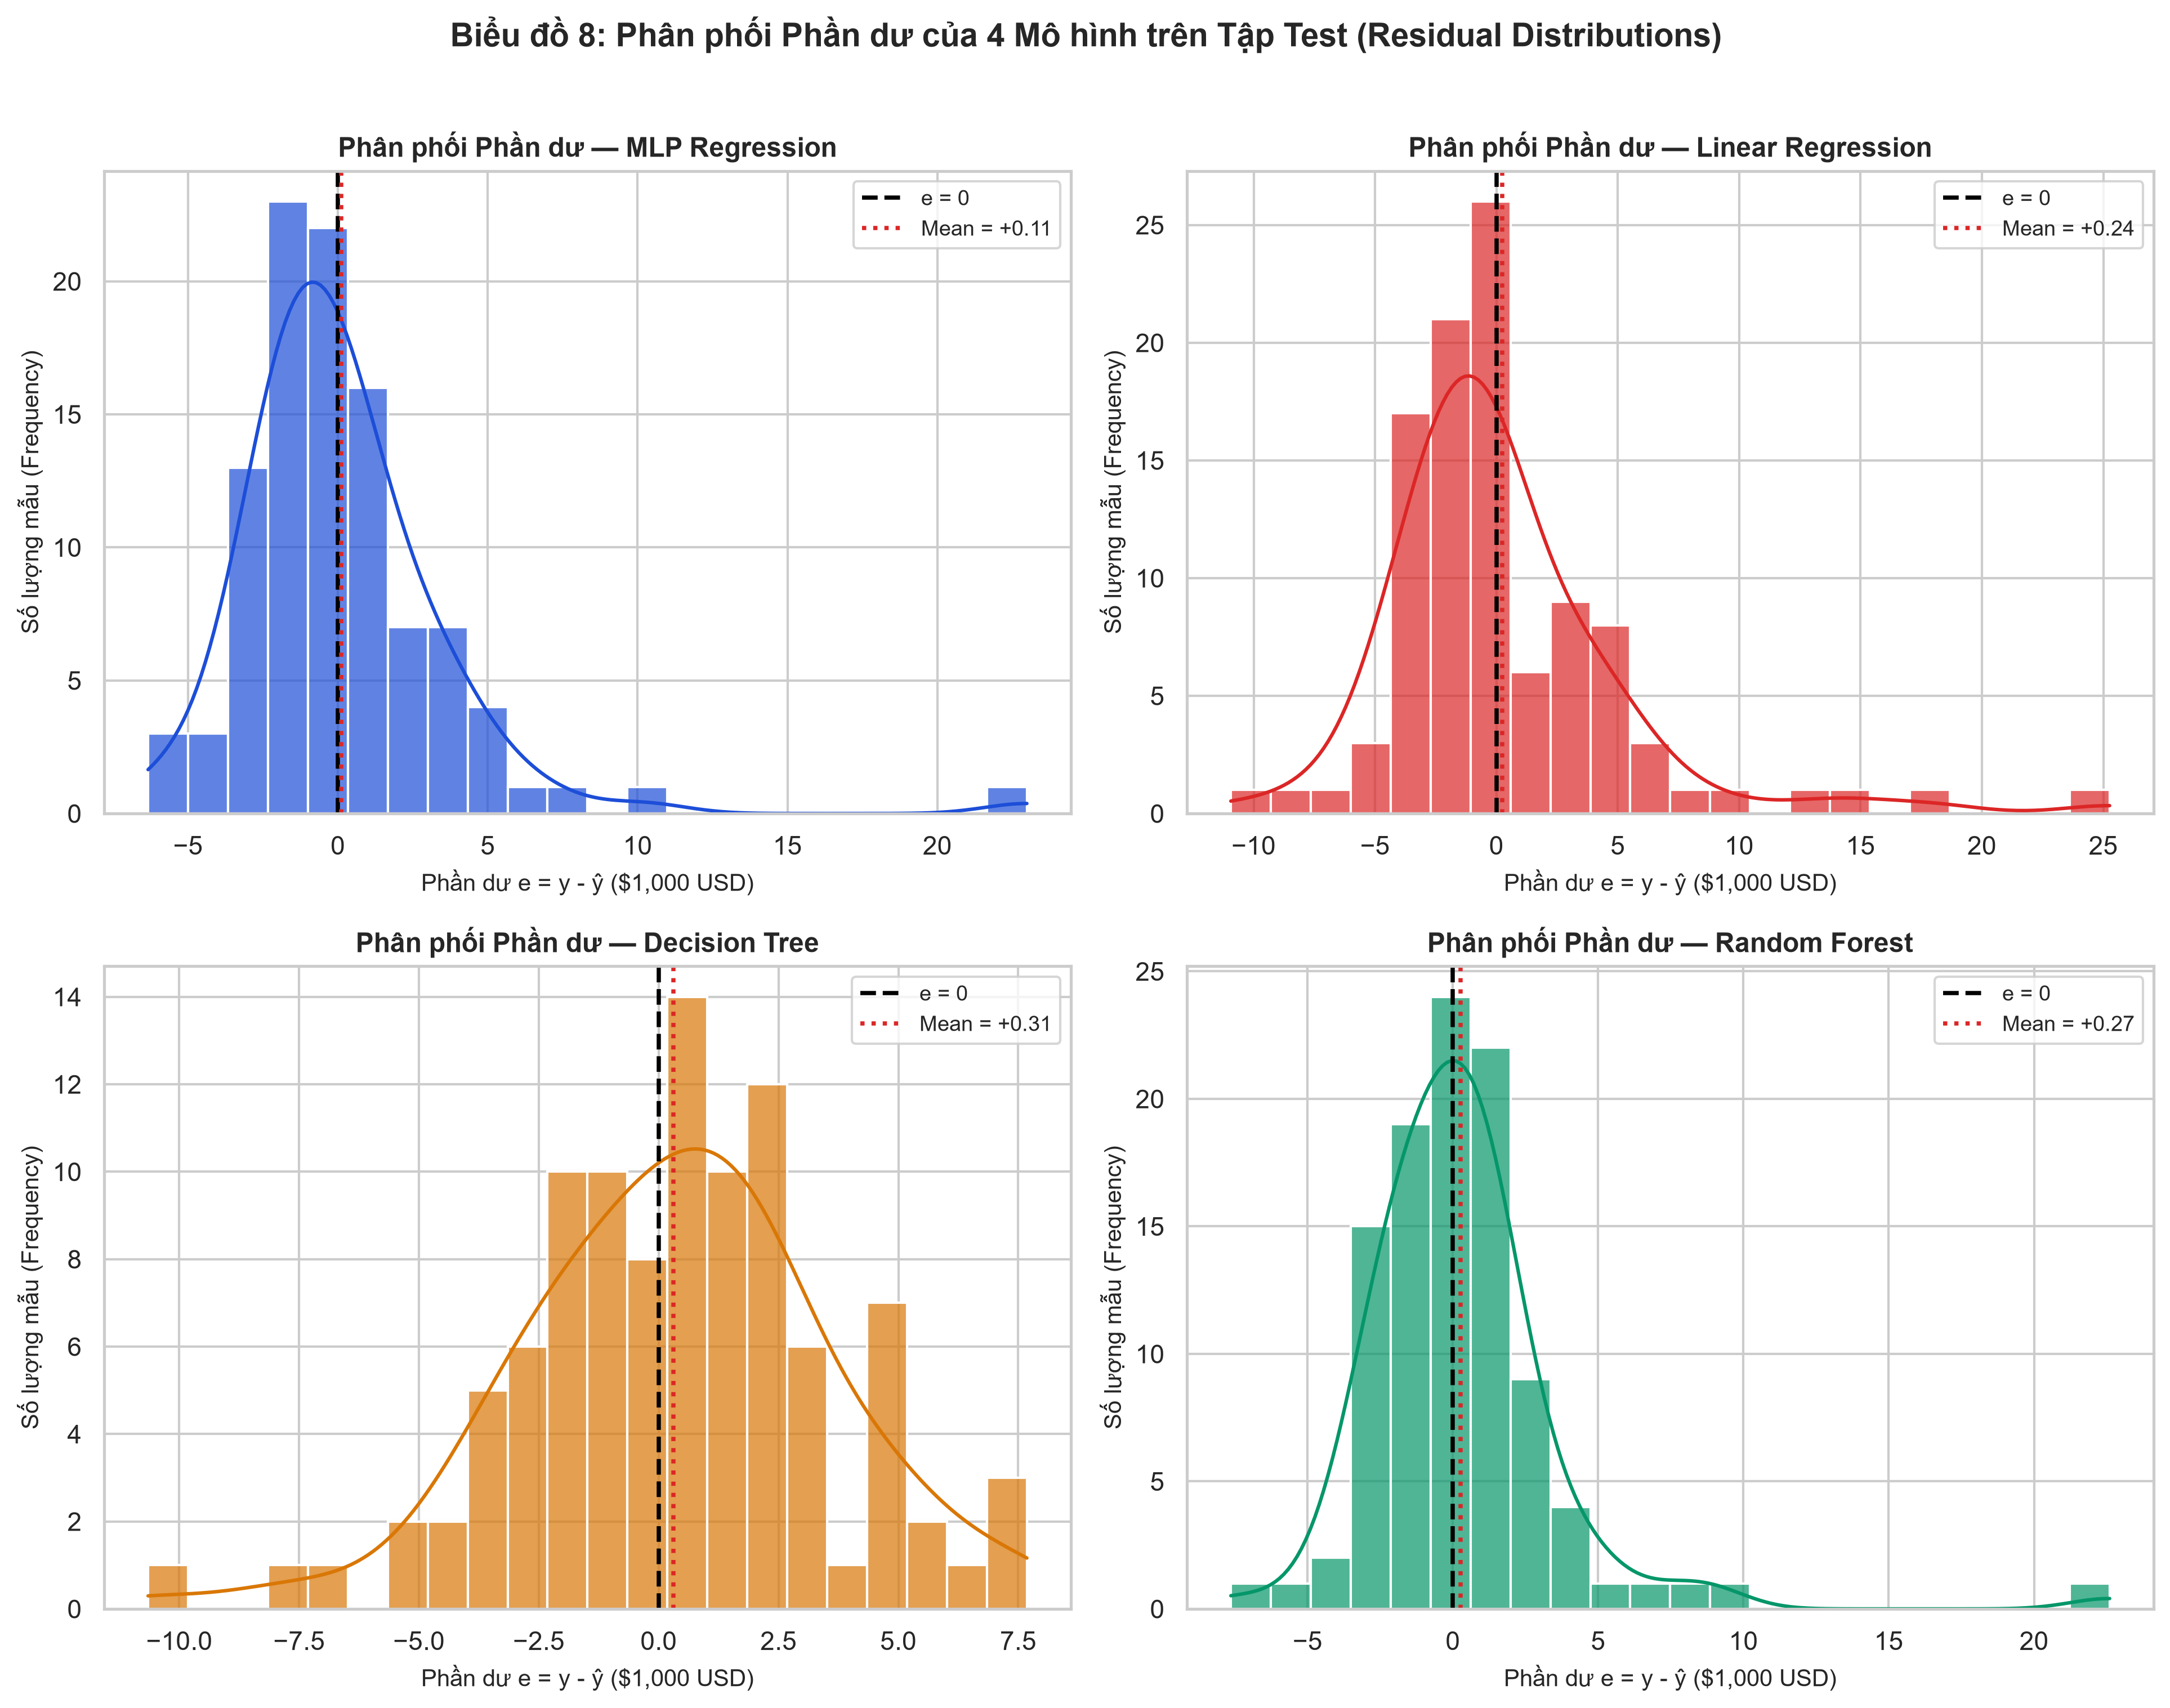 Biểu đồ 8: Phân phối Phần dư của 4 Mô hình trên Tập Test (Residual Distributions)
Phân phối Phần dư — MLP Regression
e = 0
Mean = +0.11
Số lượng mẫu (Frequency)
20
15
10
5
0
−5
0
5
10
15
20
Phần dư e = y - ŷ ($1,000 USD)
Phân phối Phần dư — Linear Regression
e = 0
Mean = +0.24
Số lượng mẫu (Frequency)
25
20
15
10
5
0
−10
−5
0
5
10
15
20
25
Phần dư e = y - ŷ ($1,000 USD)
Phân phối Phần dư — Decision Tree
e = 0
Mean = +0.31
Số lượng mẫu (Frequency)
14
12
10
8
6
4
2
0
−10.0
−7.5
−5.0
−2.5
0.0
2.5
5.0
7.5
Phần dư e = y - ŷ ($1,000 USD)
Phân phối Phần dư — Random Forest
e = 0
Mean = +0.27
Số lượng mẫu (Frequency)
25
20
15
10
5
0
−5
0
5
10
15
20
Phần dư e = y - ŷ ($1,000 USD)